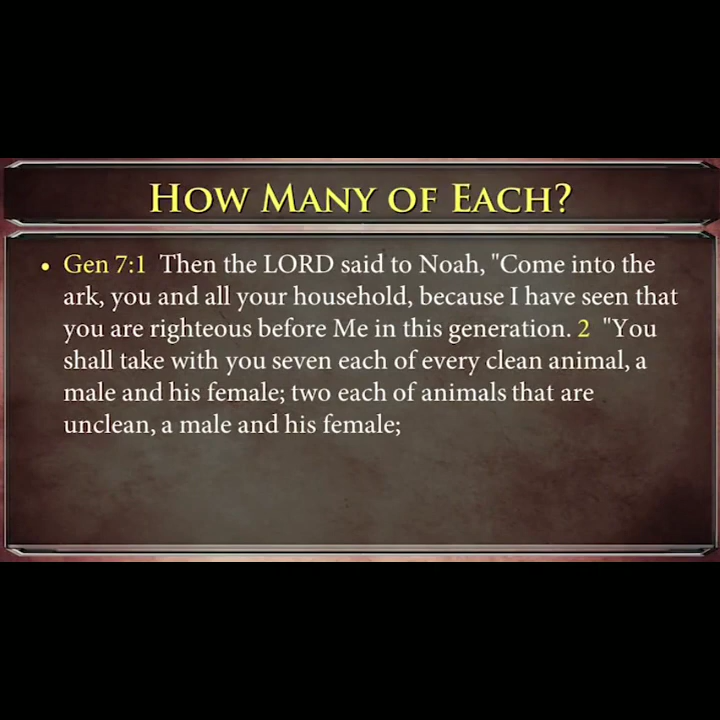 HOW MANY OF EACH?
• Gen 7:1 Then the LORD said to Noah, "Come into the
ark, you and all your household, because I have seen that
you are righteous before Me in this generation. 2 "You
shall take with you seven each of every clean animal, a
male and his female; two each of animals that are
unclean, a male and his female;